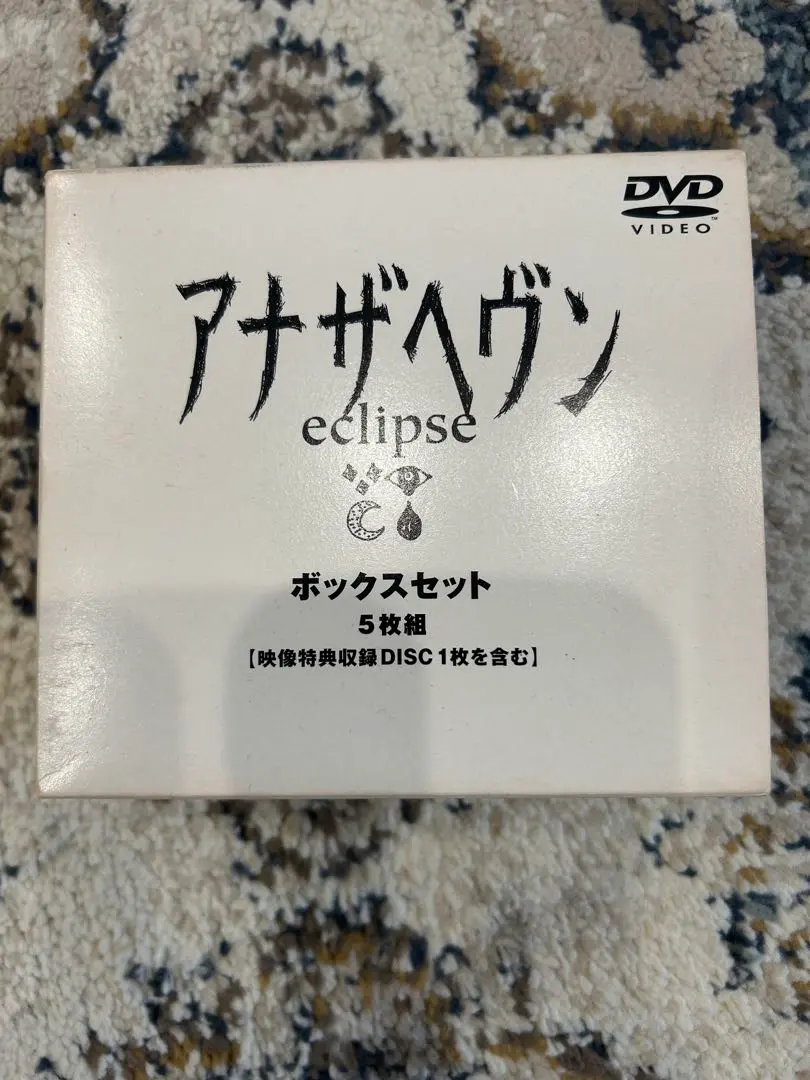 DVD
VIDEO
アナザヘヴン
eclipse
ボックスセット
5枚組
【映像特典収録DISC1枚を含む】